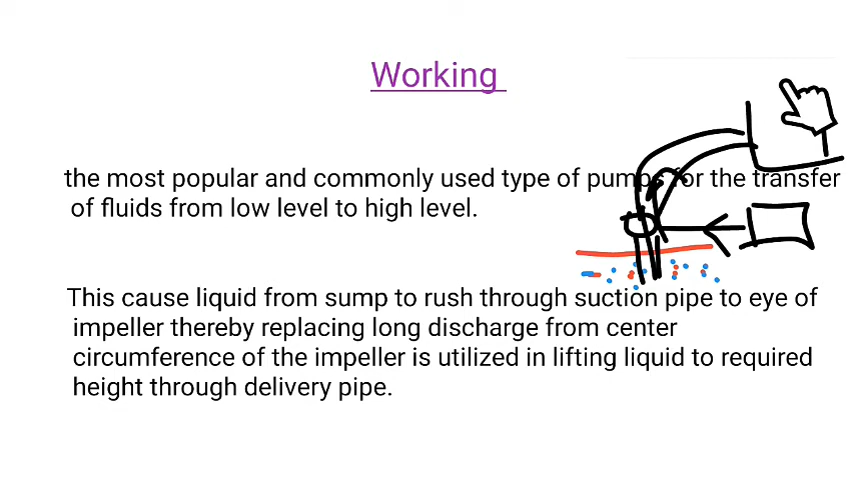 Working
the most popular and commonly used type of pumps for the transfer
of fluids from low level to high level.
This cause liquid from sump to rush through suction pipe to eye of
impeller thereby replacing long discharge from center
circumference of the impeller is utilized in lifting liquid to required
height through delivery pipe.